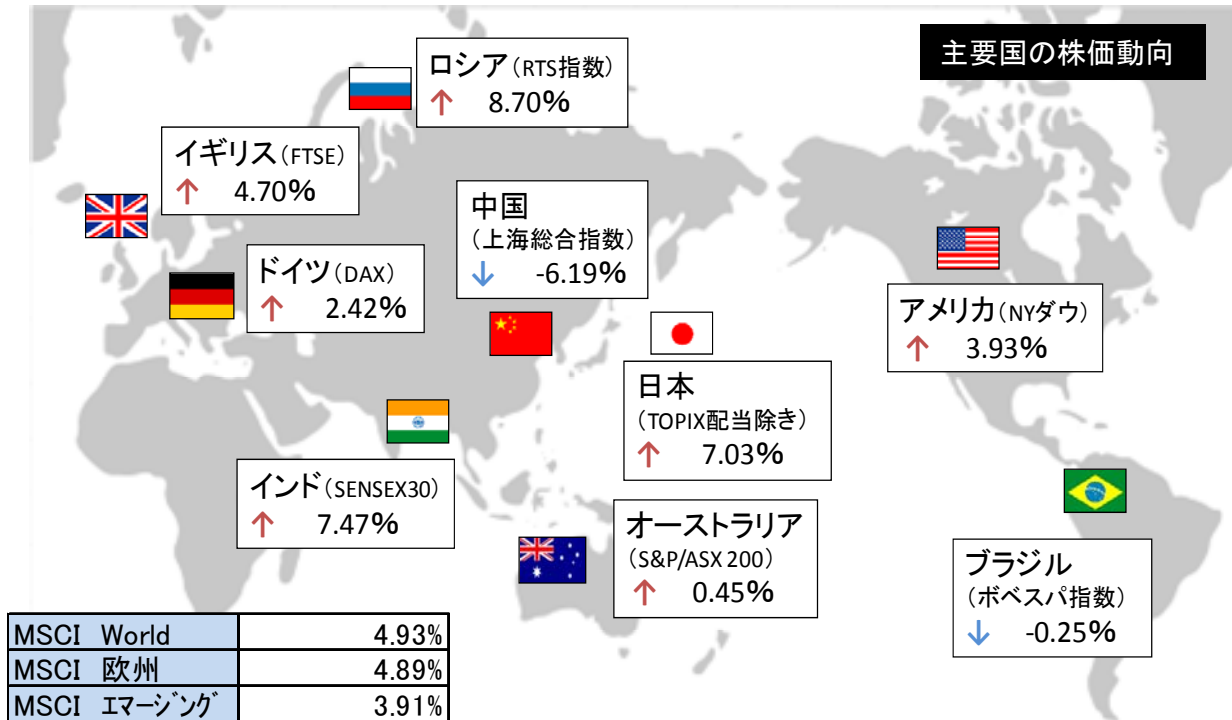 主要国の株価動向
ロシア(RTS指数)
↑ 8.70%
イギリス(FTSE)
↑ 4.70%
中国
(上海総合指数)
↓ -6.19%
ドイツ(DAX)
↑ 2.42%
アメリカ(NYダウ)
↑ 3.93%
日本
(TOPIX配当除き)
↑ 7.03%
インド(SENSEX30)
↑ 7.47%
オーストラリア
(S&P/ASX 200)
↑ 0.45%
ブラジル
(ボベスパ指数)
↓ -0.25%
MSCI World 4.93%
MSCI 欧州 4.89%
MSCI エマージング 3.91%